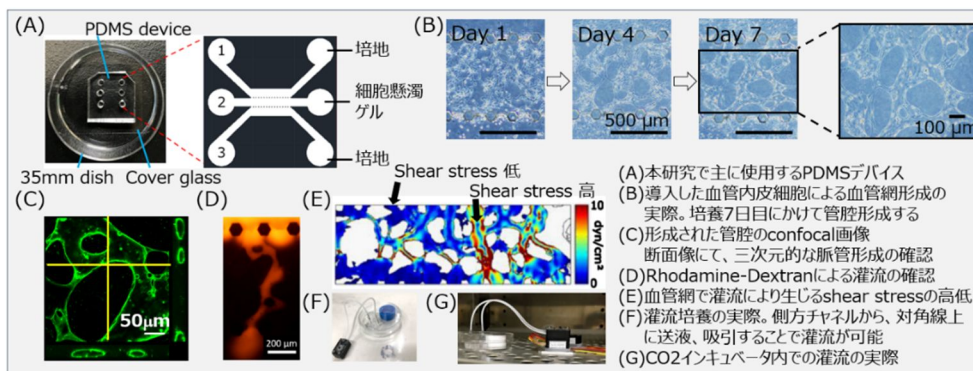 (A)
PDMS device
35mm dish
Cover glass
1
2
3
培地
細胞懸濁
ゲル
培地
(B)
Day 1
Day 4
Day 7
500 μm
100 μm
(C)
50μm
(D)
200 μm
(E)
Shear stress 低
Shear stress 高
10
8
6
4
2
0
dyn/cm²
(F)
(G)
(A)本研究で主に使用するPDMSデバイス
(B)導入した血管内皮細胞による血管網形成の
実際。培養7日目にかけて管腔形成する
(C)形成された管腔のconfocal画像
断面像にて、三次元的な脈管形成の確認
(D)Rhodamine-Dextranによる灌流の確認
(E)血管網で灌流により生じるshear stressの高低
(F)灌流培養の実際。側方チャネルから、対角線上
に送液、吸引することで灌流が可能
(G)CO2インキュベータ内での灌流の実際